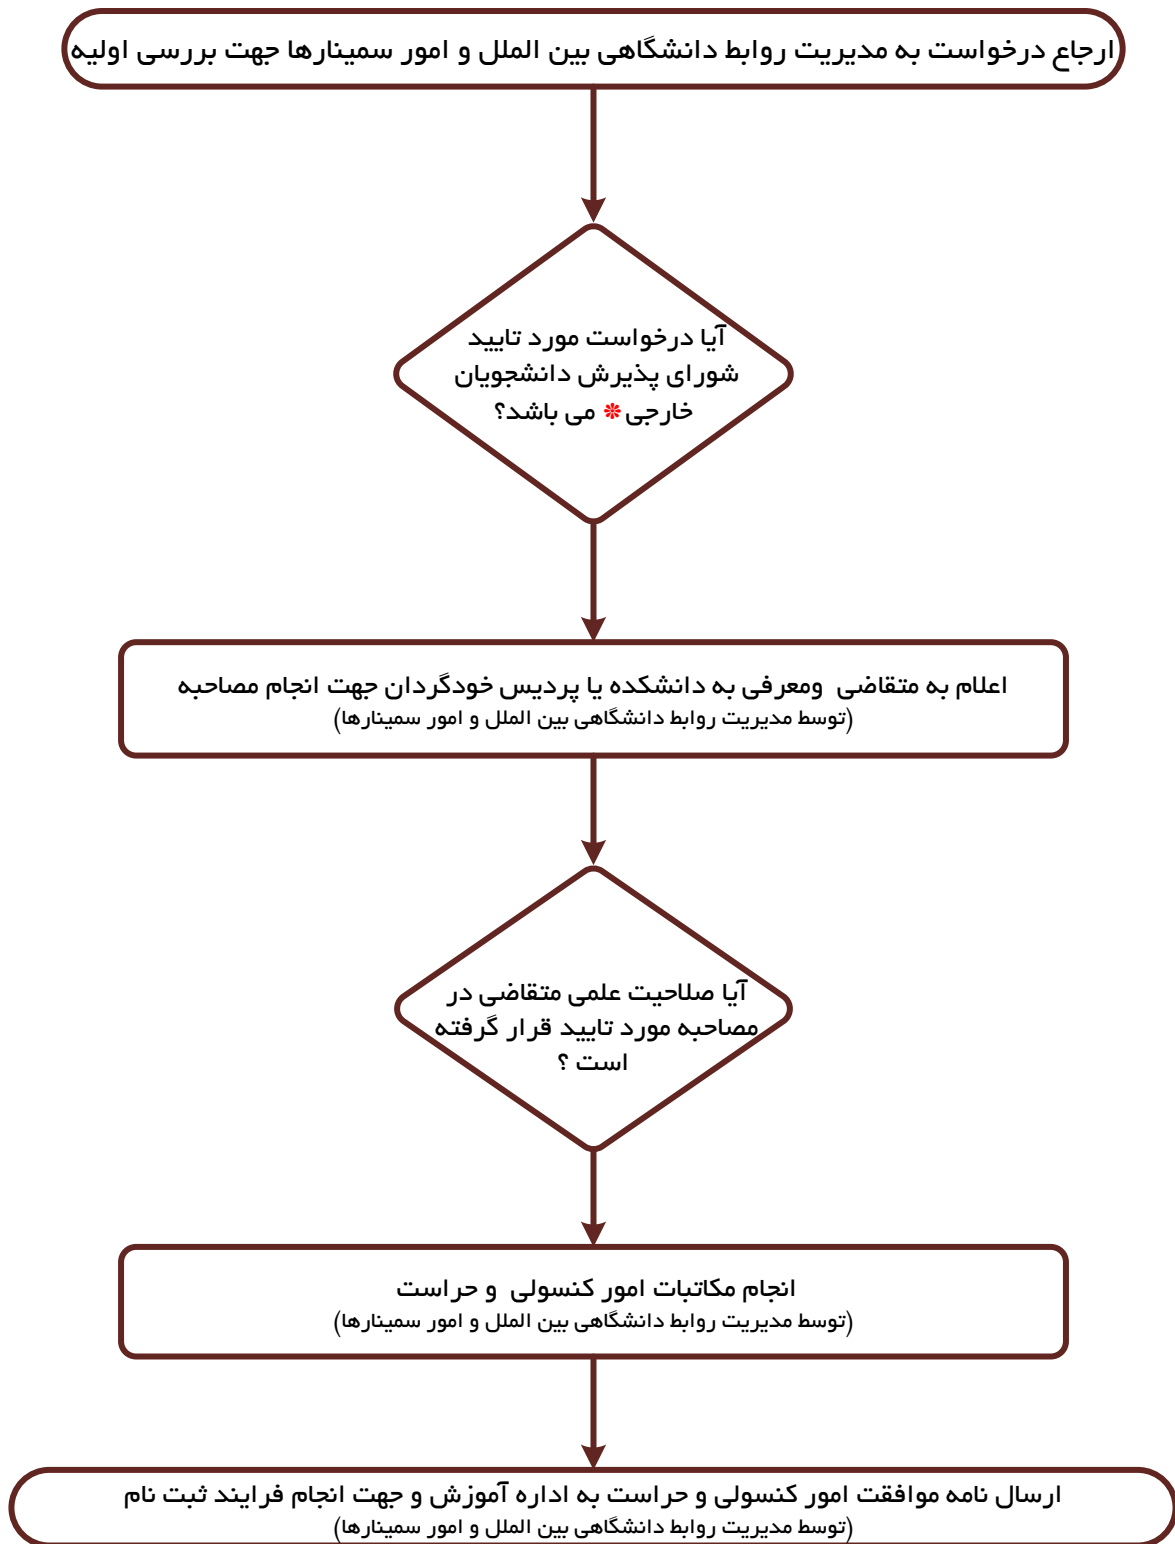 ارجاع درخواست به مدیریت روابط دانشگاهی بین الملل و امور سمینارها جهت بررسی اولیه
آیا درخواست مورد تایید
شورای پذیرش دانشجویان
خارجی✽ می باشد؟
اعلام به متقاضی ومعرفی به دانشکده یا پردیس خودگردان جهت انجام مصاحبه
(توسط مدیریت روابط دانشگاهی بین الملل و امور سمینارها)
آیا صلاحیت علمی متقاضی در
مصاحبه مورد تایید قرار گرفته
است ؟
انجام مکاتبات امور کنسولی و حراست
(توسط مدیریت روابط دانشگاهی بین الملل و امور سمینارها)
ارسال نامه موافقت امور کنسولی و حراست به اداره آموزش و جهت انجام فرایند ثبت نام
(توسط مدیریت روابط دانشگاهی بین الملل و امور سمینارها)